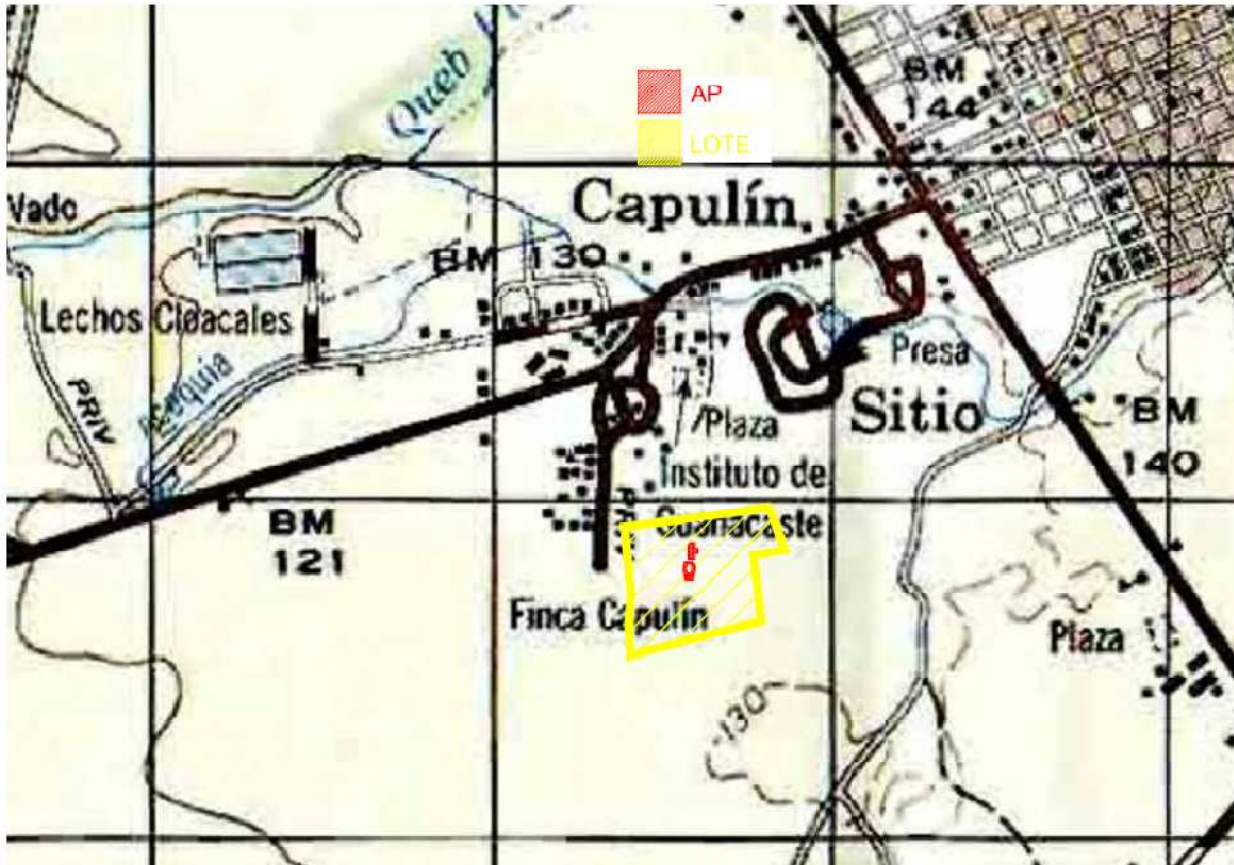 Queb
AP
LOTE
BM
144
Vado
Capulín
BM 130
Lechos Cloacales
Acequia
PRIV
Presa
Sitio
Plaza
BM
140
Instituto de
Guanacaste
PRIV
BM
121
Finca Capulín
Plaza
130